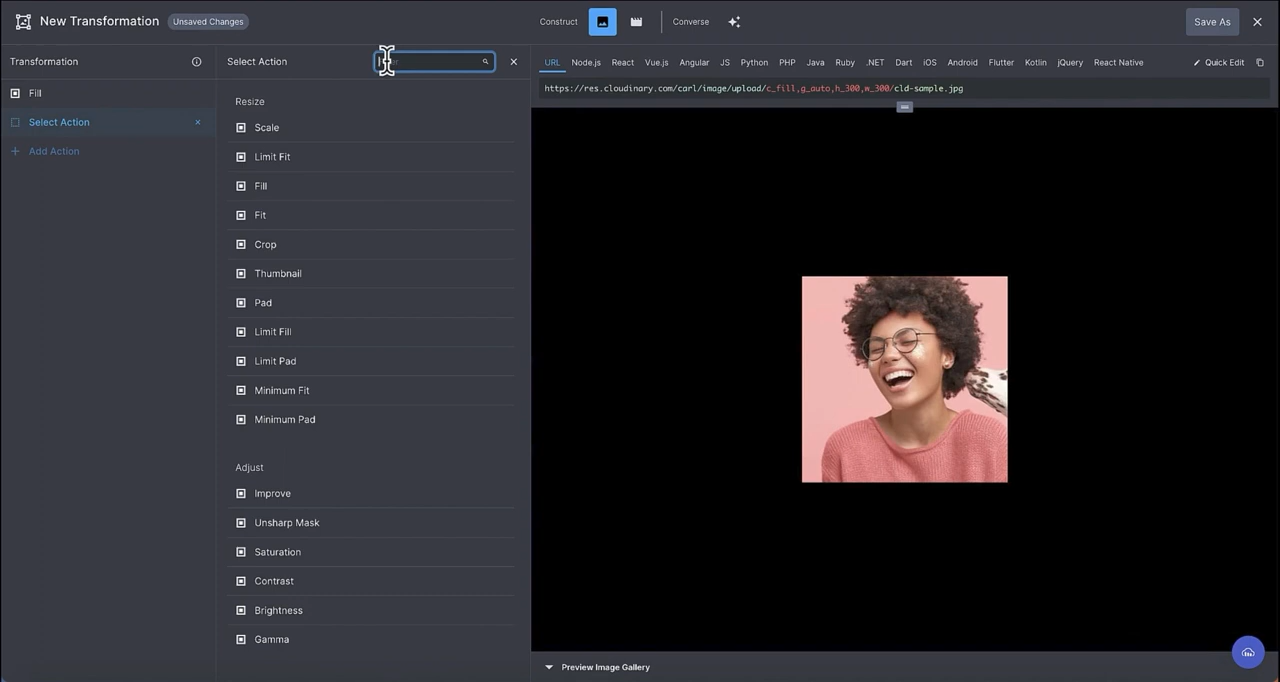 New Transformation
Unsaved Changes
Construct
Converse
Save As
Transformation
Select Action
URL Node.js React Vue.js Angular JS Python PHP Java Ruby .NET Dart iOS Android Flutter Kotlin jQuery React Native
Quick Edit
https://res.cloudinary.com/carl/image/upload/c_fill,g_auto,h_300,w_300/cld-sample.jpg
Fill
Select Action
Add Action
Resize
Scale
Limit Fit
Fill
Fit
Crop
Thumbnail
Pad
Limit Fill
Limit Pad
Minimum Fit
Minimum Pad
Adjust
Improve
Unsharp Mask
Saturation
Contrast
Brightness
Gamma
Preview Image Gallery